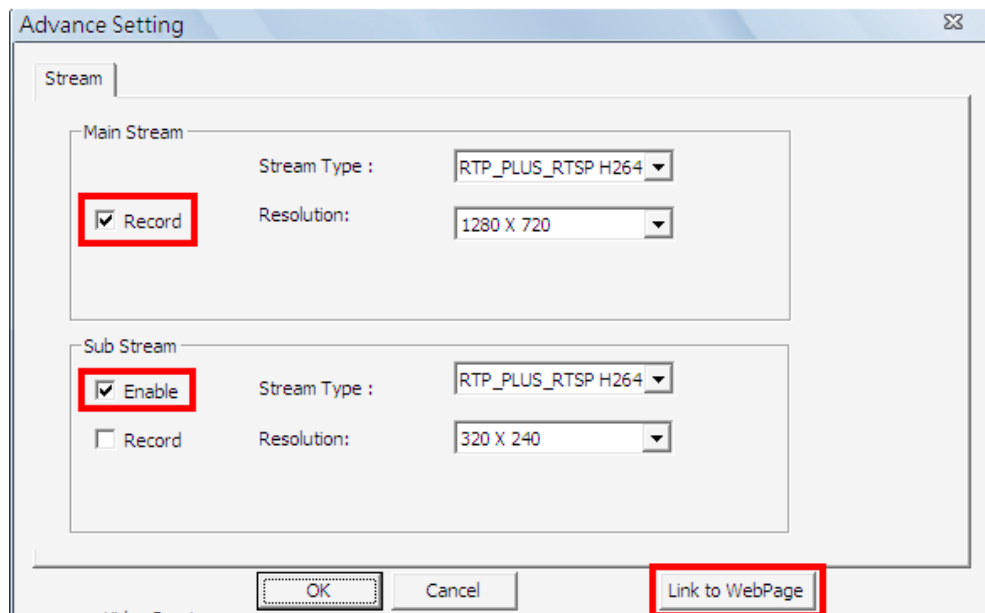 Advance Setting
Stream
Main Stream
Stream Type :
RTP_PLUS_RTSP H264
Record
Resolution:
1280 X 720
Sub Stream
Enable
Stream Type :
RTP_PLUS_RTSP H264
Record
Resolution:
320 X 240
OK
Cancel
Link to WebPage